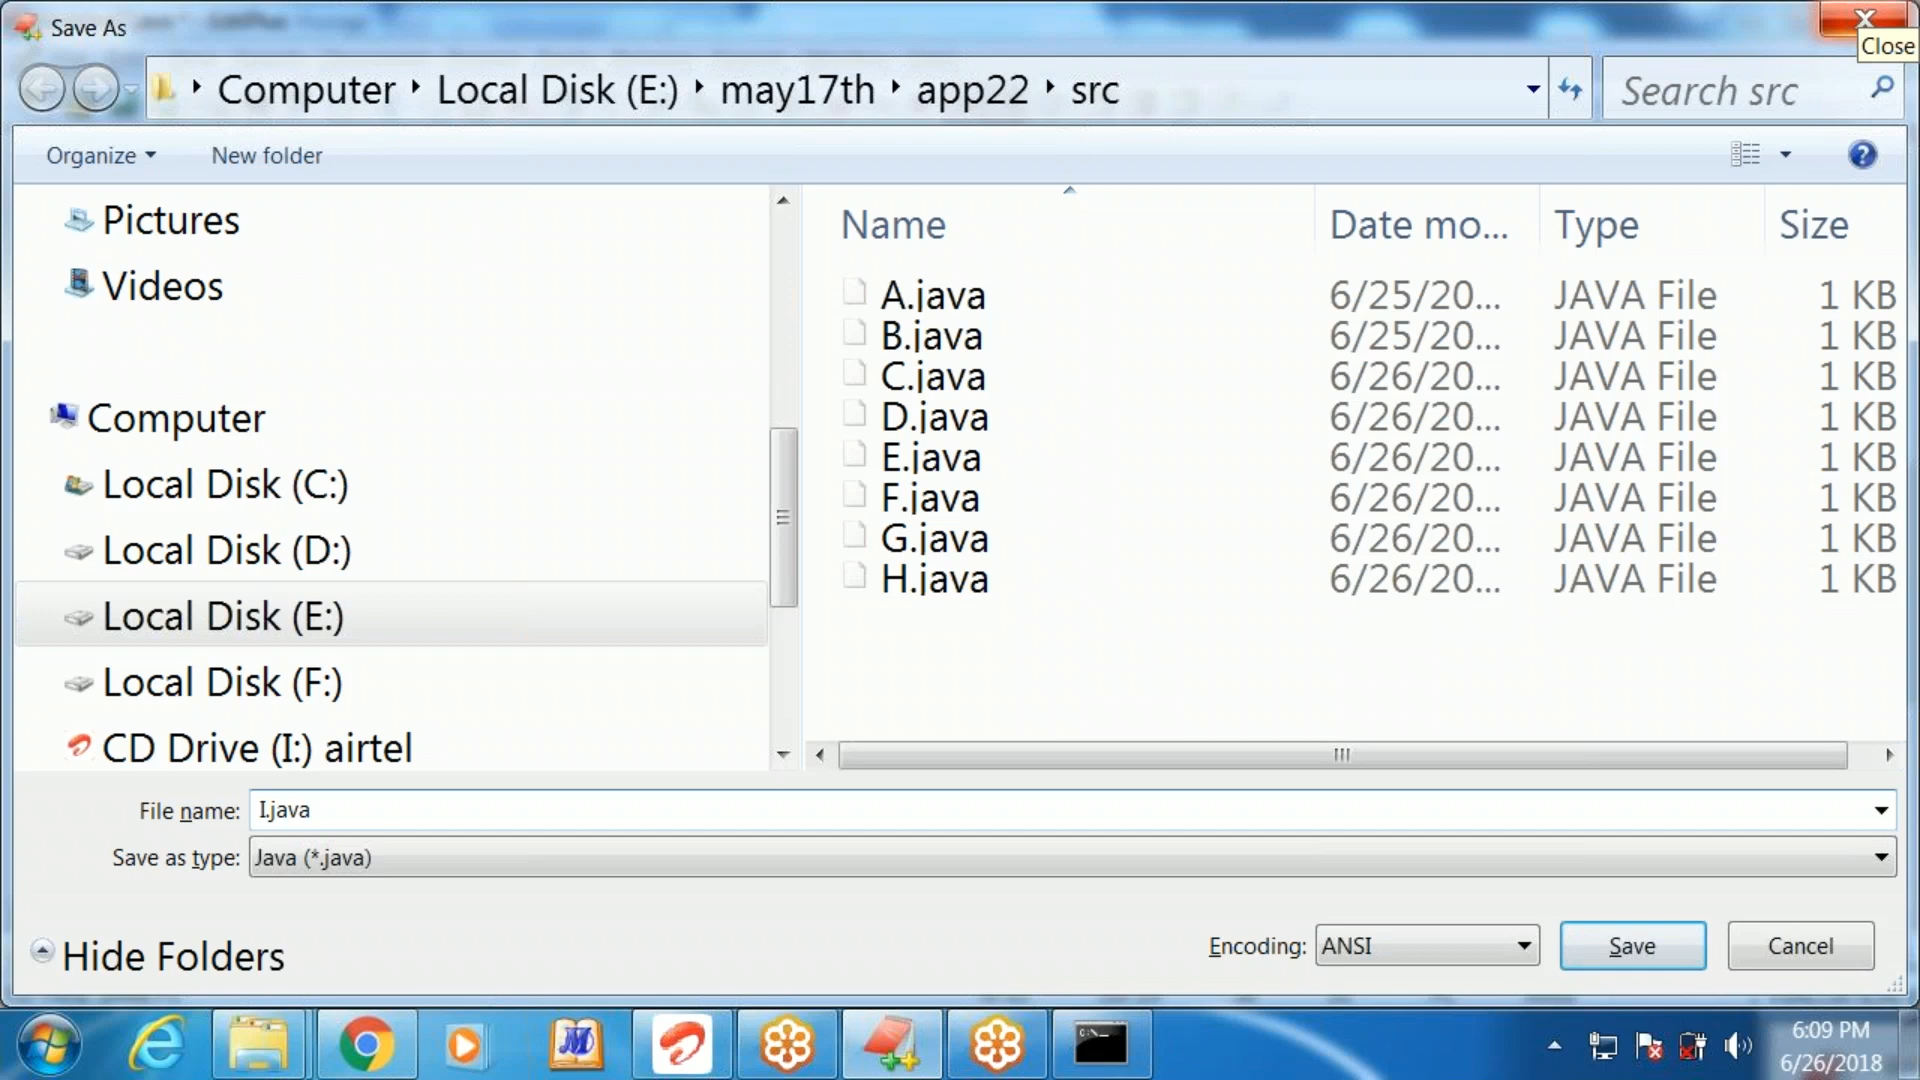 Save As
Close
Computer Local Disk (E:) may17th app22 src
Search src
Organize
New folder
Pictures
Videos
Computer
Local Disk (C:)
Local Disk (D:)
Local Disk (E:)
Local Disk (F:)
CD Drive (I:) airtel
Name Date mo... Type Size
A.java 6/25/20... JAVA File 1 KB
B.java 6/25/20... JAVA File 1 KB
C.java 6/26/20... JAVA File 1 KB
D.java 6/26/20... JAVA File 1 KB
E.java 6/26/20... JAVA File 1 KB
F.java 6/26/20... JAVA File 1 KB
G.java 6/26/20... JAVA File 1 KB
H.java 6/26/20... JAVA File 1 KB
File name: I.java
Save as type: Java (*.java)
Hide Folders
Encoding: ANSI
Save
Cancel
6:09 PM
6/26/2018